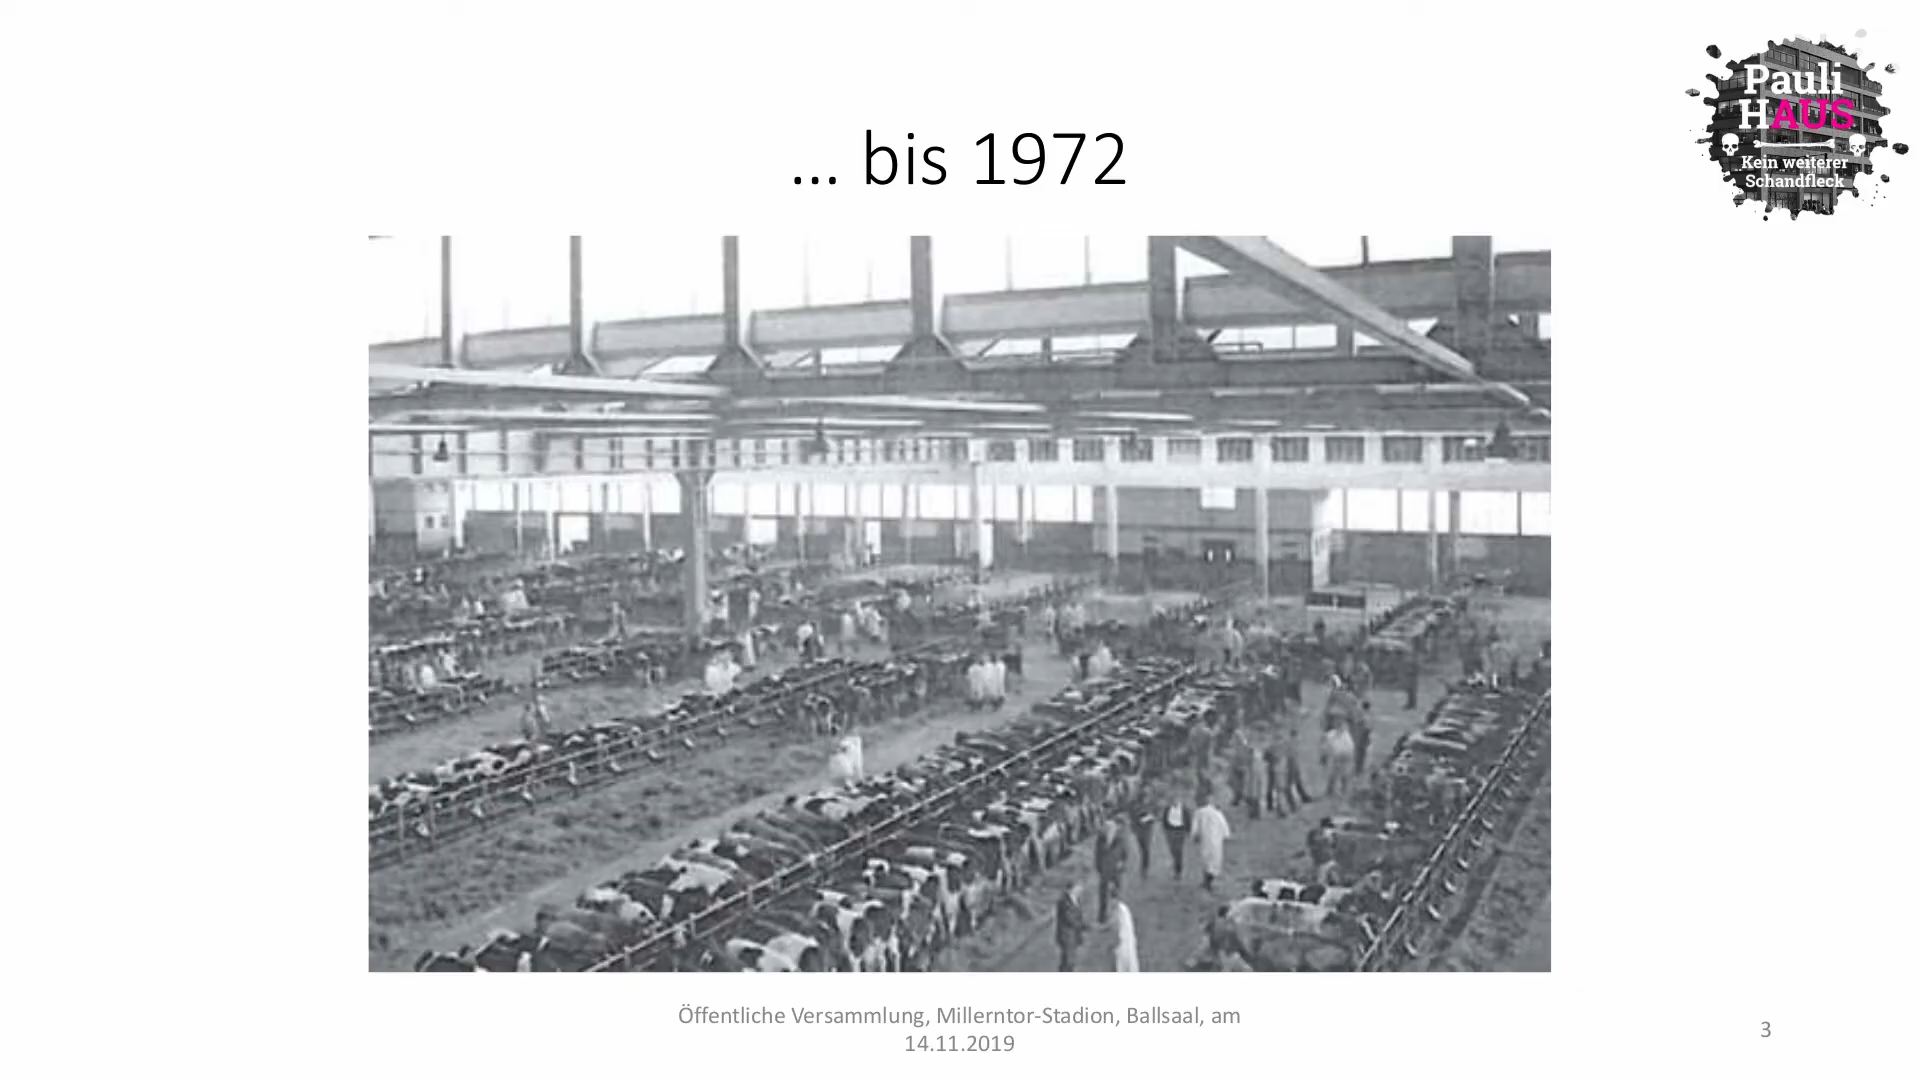 Pauli
HAUS
Kein weiterer
Schandfleck
... bis 1972
Öffentliche Versammlung, Millerntor-Stadion, Ballsaal, am
14.11.2019
3